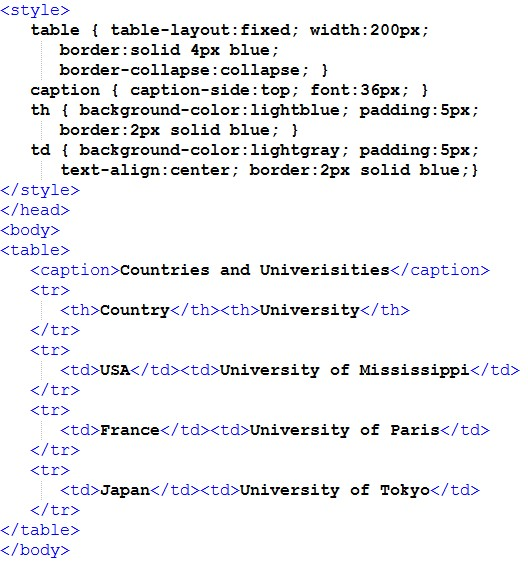 <style>
table { table-layout:fixed; width:200px;
border:solid 4px blue;
border-collapse:collapse; }
caption { caption-side:top; font:36px; }
th { background-color:lightblue; padding:5px;
border:2px solid blue; }
td { background-color:lightgray; padding:5px;
text-align:center; border:2px solid blue;}
</style>
</head>
<body>
<table>
<caption>Countries and Univerisities</caption>
<tr>
<th>Country</th><th>University</th>
</tr>
<tr>
<td>USA</td><td>University of Mississippi</td>
</tr>
<tr>
<td>France</td><td>University of Paris</td>
</tr>
<tr>
<td>Japan</td><td>University of Tokyo</td>
</tr>
</table>
</body>